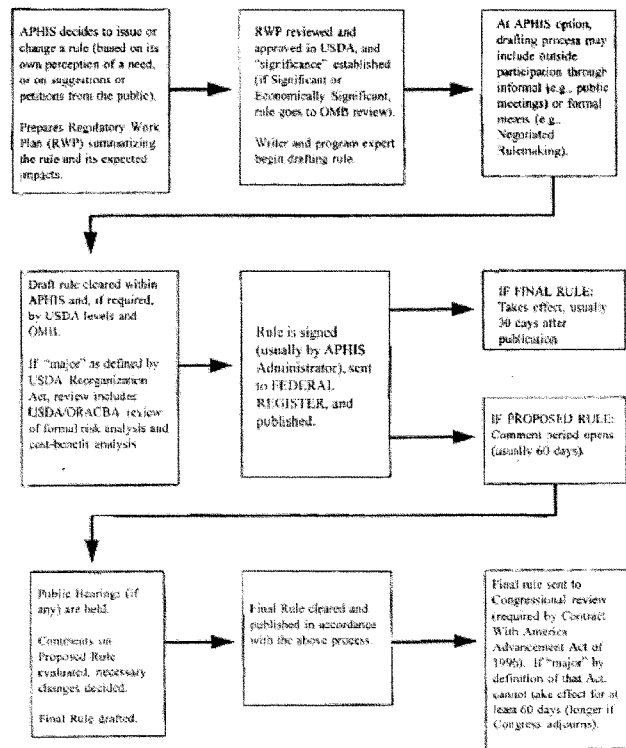 APHIS decides to issue or
change a rule (based on its
own perception of a need,
or on suggestions or
petitions from the public).
Prepares Regulatory Work
Plan (RWP) summarizing
the rule and its expected
impacts.
RWP reviewed and
approved in USDA, and
"significance" established
(if Significant or
Economically Significant,
rule goes to OMB review).
Writer and program expert
begin drafting rule.
At APHIS option,
drafting process may
include outside
participation through
informal (e.g., public
meetings) or formal
means (e.g.,
Negotiated
Rulemaking).
Draft rule cleared within
APHIS and, if required,
by USDA levels and
OMB.
If "major" as defined by
USDA Reorganization
Act, review includes
USDA/ORACBA review
of formal risk analysis and
cost-benefit analysis
Rule is signed
(usually by APHIS
Administrator), sent
to FEDERAL
REGISTER, and
published.
IF FINAL RULE:
Takes effect, usually
30 days after
publication
IF PROPOSED RULE:
Comment period opens
(usually 60 days).
Public Hearings (if
any) are held.
Comments on
Proposed Rule
evaluated, necessary
changes decided.
Final Rule drafted.
Final Rule cleared and
published in accordance
with the above process.
Final rule sent to
Congressional review
(required by Contract
With America
Advancement Act of
1996). If "major" by
definition of that Act,
cannot take effect for at
least 60 days (longer if
Congress adjourns).